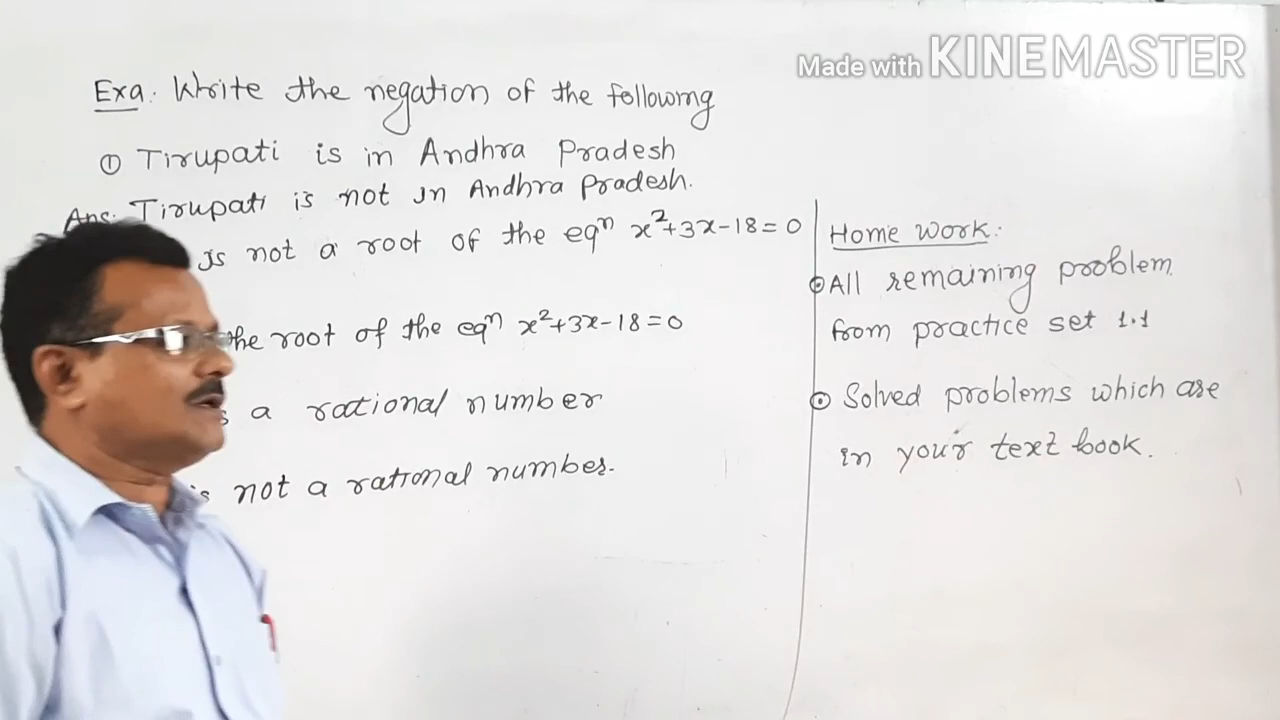 Made with KINEMASTER
Exa. Write the negation of the following
① Tirupati is in Andhra Pradesh
Ans. Tirupati is not in Andhra Pradesh.
is not a root of the eqⁿ x²+3x-18=0
the root of the eqⁿ x²+3x-18=0
a rational number
is not a rational number.
Home work:
⊙ All remaining problem
from practice set 1.1
⊙ Solved problems which are
in your text book.